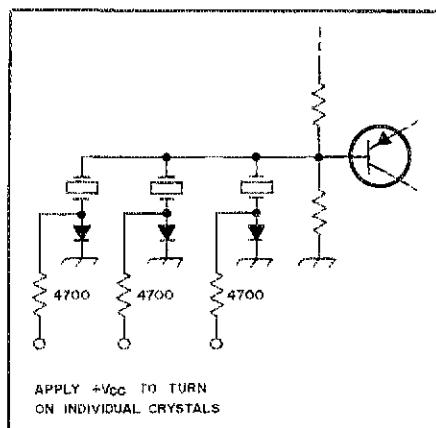 4700 4700 4700
APPLY +VCC TO TURN
ON INDIVIDUAL CRYSTALS